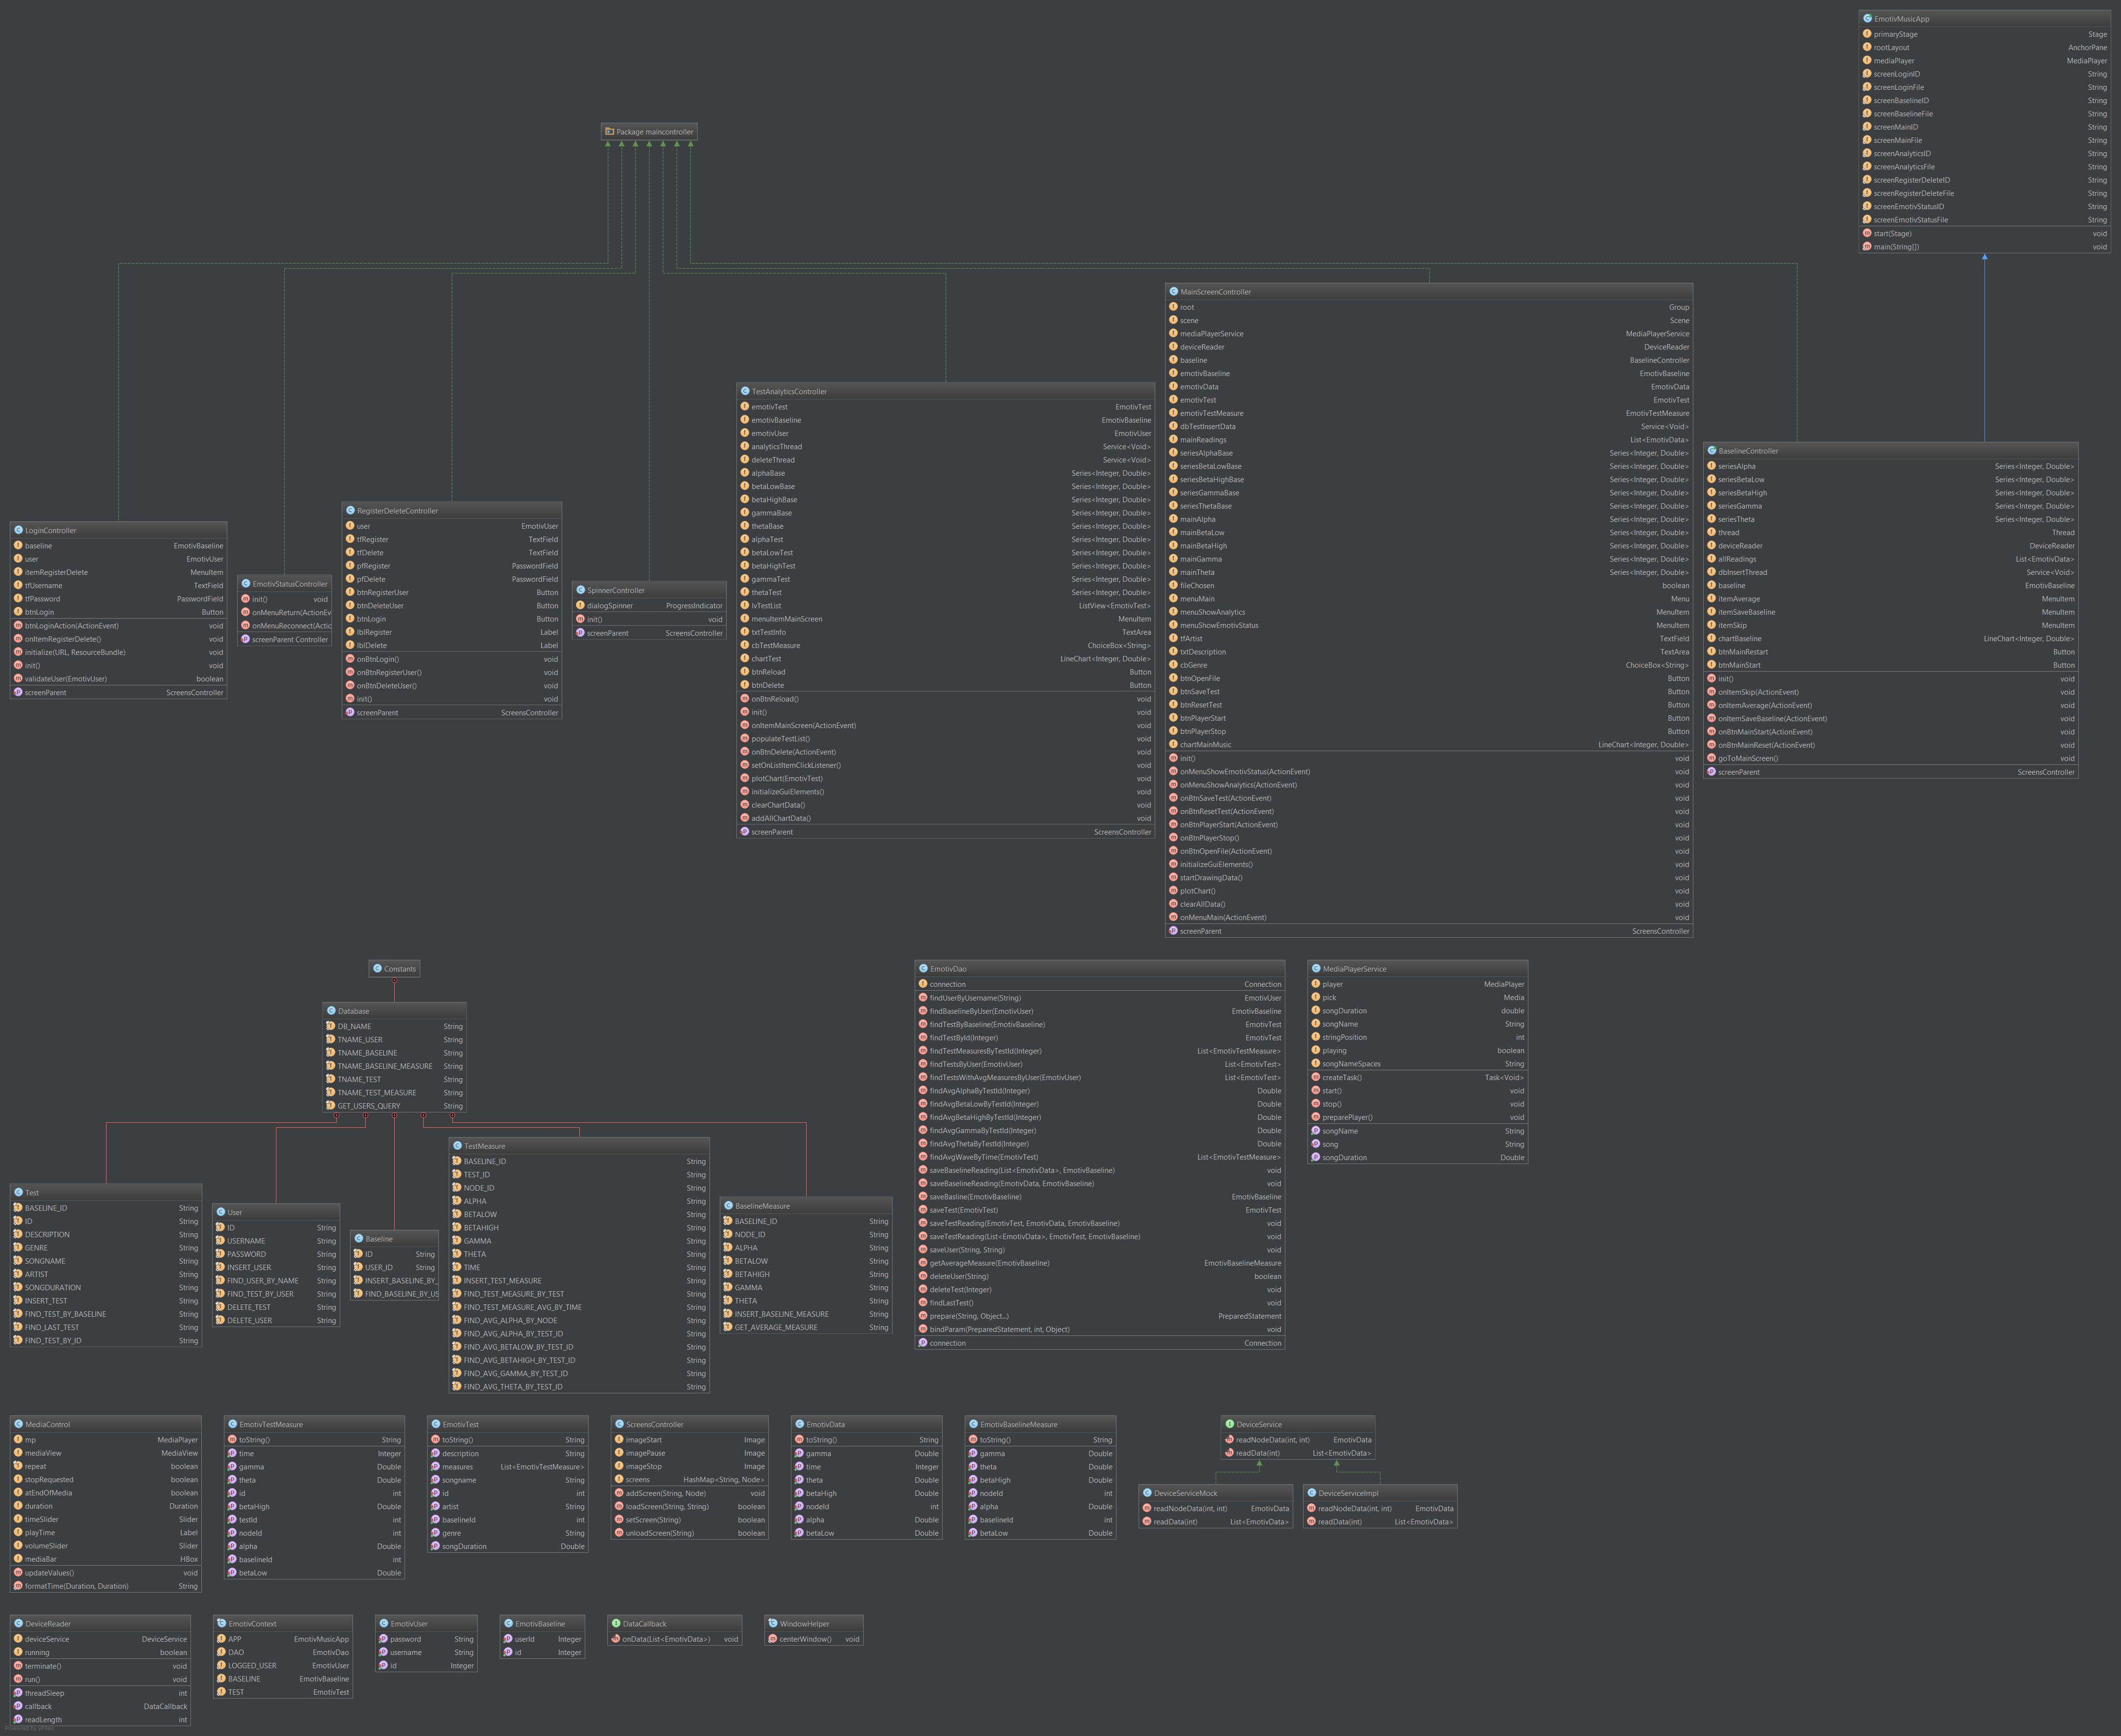 EmotivMusicApp
primaryStage Stage
rootLayout AnchorPane
mediaPlayer MediaPlayer
screenLoginID String
screenLoginFile String
screenBaselineID String
screenBaselineFile String
screenMainID String
screenMainFile String
screenAnalyticsID String
screenAnalyticsFile String
screenRegisterDeleteID String
screenRegisterDeleteFile String
screenEmotivStatusID String
screenEmotivStatusFile String
start(Stage) void
main(String[]) void
Package maincontroller
LoginController
baseline EmotivBaseline
user EmotivUser
itemRegisterDelete MenuItem
tfUsername TextField
tfPassword PasswordField
btnLogin Button
btnLoginAction(ActionEvent) void
onItemRegisterDelete() void
initialize(URL, ResourceBundle) void
init() void
validateUser(EmotivUser) boolean
screenParent ScreensController
EmotivStatusController
init() void
onMenuReturn(ActionEv
onMenuReconnect(Actic
screenParent Controller
RegisterDeleteController
user EmotivUser
tfRegister TextField
tfDelete TextField
pfRegister PasswordField
pfDelete PasswordField
btnRegisterUser Button
btnDeleteUser Button
btnLogin Button
lblRegister Label
lblDelete Label
onBtnLogin() void
onBtnRegisterUser() void
onBtnDeleteUser() void
init() void
screenParent ScreensController
SpinnerController
dialogSpinner ProgressIndicator
init() void
screenParent ScreensController
TestAnalyticsController
emotivTest EmotivTest
emotivBaseline EmotivBaseline
emotivUser EmotivUser
analyticsThread Service<Void>
deleteThread Service<Void>
alphaBase Series<Integer, Double>
betaLowBase Series<Integer, Double>
betaHighBase Series<Integer, Double>
gammaBase Series<Integer, Double>
thetaBase Series<Integer, Double>
alphaTest Series<Integer, Double>
betaLowTest Series<Integer, Double>
betaHighTest Series<Integer, Double>
gammaTest Series<Integer, Double>
thetaTest Series<Integer, Double>
lvTestList ListView<EmotivTest>
menuItemMainScreen MenuItem
txtTestInfo TextArea
cbTestMeasure ChoiceBox<String>
chartTest LineChart<Integer, Double>
btnReload Button
btnDelete Button
onBtnReload() void
init() void
onItemMainScreen(ActionEvent) void
populateTestList() void
onBtnDelete(ActionEvent) void
setOnListItemClickListener() void
plotChart(EmotivTest) void
initializeGuiElements() void
clearChartData() void
addAllChartData() void
screenParent ScreensController
MainScreenController
root Group
scene Scene
mediaPlayerService MediaPlayerService
deviceReader DeviceReader
baseline BaselineController
emotivBaseline EmotivBaseline
emotivData EmotivData
emotivTest EmotivTest
emotivTestMeasure EmotivTestMeasure
dbTestInsertData Service<Void>
mainReadings List<EmotivData>
seriesAlphaBase Series<Integer, Double>
seriesBetaLowBase Series<Integer, Double>
seriesBetaHighBase Series<Integer, Double>
seriesGammaBase Series<Integer, Double>
seriesThetaBase Series<Integer, Double>
mainAlpha Series<Integer, Double>
mainBetaLow Series<Integer, Double>
mainBetaHigh Series<Integer, Double>
mainGamma Series<Integer, Double>
mainTheta Series<Integer, Double>
fileChosen boolean
menuMain Menu
menuShowAnalytics MenuItem
menuShowEmotivStatus MenuItem
tfArtist TextField
txtDescription TextArea
cbGenre ChoiceBox<String>
btnOpenFile Button
btnSaveTest Button
btnResetTest Button
btnPlayerStart Button
btnPlayerStop Button
chartMainMusic LineChart<Integer, Double>
init() void
onMenuShowEmotivStatus(ActionEvent) void
onMenuShowAnalytics(ActionEvent) void
onBtnSaveTest(ActionEvent) void
onBtnResetTest(ActionEvent) void
onBtnPlayerStart(ActionEvent) void
onBtnPlayerStop() void
onBtnOpenFile(ActionEvent) void
initializeGuiElements() void
startDrawingData() void
plotChart() void
clearAllData() void
onMenuMain(ActionEvent) void
screenParent ScreensController
BaselineController
seriesAlpha Series<Integer, Double>
seriesBetaLow Series<Integer, Double>
seriesBetaHigh Series<Integer, Double>
seriesGamma Series<Integer, Double>
seriesTheta Series<Integer, Double>
thread Thread
deviceReader DeviceReader
allReadings List<EmotivData>
dbInsertThread Service<Void>
baseline EmotivBaseline
itemAverage MenuItem
itemSaveBaseline MenuItem
itemSkip MenuItem
chartBaseline LineChart<Integer, Double>
btnMainRestart Button
btnMainStart Button
init() void
onItemSkip(ActionEvent) void
onItemAverage(ActionEvent) void
onItemSaveBaseline(ActionEvent) void
onBtnMainStart(ActionEvent) void
onBtnMainReset(ActionEvent) void
goToMainScreen() void
screenParent ScreensController
Constants
Database
DB_NAME String
TNAME_USER String
TNAME_BASELINE String
TNAME_BASELINE_MEASURE String
TNAME_TEST String
TNAME_TEST_MEASURE String
GET_USERS_QUERY String
Test
BASELINE_ID String
ID String
DESCRIPTION String
GENRE String
SONGNAME String
ARTIST String
SONGDURATION String
INSERT_TEST String
FIND_TEST_BY_BASELINE String
FIND_LAST_TEST String
FIND_TEST_BY_ID String
User
ID String
USERNAME String
PASSWORD String
INSERT_USER String
FIND_USER_BY_NAME String
FIND_TEST_BY_USER String
DELETE_TEST String
DELETE_USER String
Baseline
ID String
USER_ID String
INSERT_BASELINE_BY_
FIND_BASELINE_BY_US
TestMeasure
BASELINE_ID String
TEST_ID String
NODE_ID String
ALPHA String
BETALOW String
BETAHIGH String
GAMMA String
THETA String
TIME String
INSERT_TEST_MEASURE String
FIND_TEST_MEASURE_BY_TEST String
FIND_TEST_MEASURE_AVG_BY_TIME String
FIND_AVG_ALPHA_BY_NODE String
FIND_AVG_ALPHA_BY_TEST_ID String
FIND_AVG_BETALOW_BY_TEST_ID String
FIND_AVG_BETAHIGH_BY_TEST_ID String
FIND_AVG_GAMMA_BY_TEST_ID String
FIND_AVG_THETA_BY_TEST_ID String
BaselineMeasure
BASELINE_ID String
NODE_ID String
ALPHA String
BETALOW String
BETAHIGH String
GAMMA String
THETA String
INSERT_BASELINE_MEASURE String
GET_AVERAGE_MEASURE String
EmotivDao
connection Connection
findUserByUsername(String) EmotivUser
findBaselineByUser(EmotivUser) EmotivBaseline
findTestByBaseline(EmotivBaseline) EmotivTest
findTestById(Integer) EmotivTest
findTestMeasuresByTestId(Integer) List<EmotivTestMeasure>
findTestsByUser(EmotivUser) List<EmotivTest>
findTestsWithAvgMeasuresByUser(EmotivUser) List<EmotivTest>
findAvgAlphaByTestId(Integer) Double
findAvgBetaLowByTestId(Integer) Double
findAvgBetaHighByTestId(Integer) Double
findAvgGammaByTestId(Integer) Double
findAvgThetaByTestId(Integer) Double
findAvgWaveByTime(EmotivTest) List<EmotivTestMeasure>
saveBaselineReading(List<EmotivData>, EmotivBaseline) void
saveBaselineReading(EmotivData, EmotivBaseline) void
saveBasline(EmotivBaseline) EmotivBaseline
saveTest(EmotivTest) EmotivTest
saveTestReading(EmotivTest, EmotivData, EmotivBaseline) void
saveTestReading(List<EmotivData>, EmotivTest, EmotivBaseline) void
saveUser(String, String) void
getAverageMeasure(EmotivBaseline) EmotivBaselineMeasure
deleteUser(String) boolean
deleteTest(Integer) void
findLastTest() void
prepare(String, Object...) PreparedStatement
bindParam(PreparedStatement, int, Object) void
connection Connection
MediaPlayerService
player MediaPlayer
pick Media
songDuration double
songName String
stringPosition int
playing boolean
songNameSpaces String
createTask() Task<Void>
start() void
stop() void
preparePlayer() void
songName String
song String
songDuration Double
MediaControl
mp MediaPlayer
mediaView MediaView
repeat boolean
stopRequested boolean
atEndOfMedia boolean
duration Duration
timeSlider Slider
playTime Label
volumeSlider Slider
mediaBar HBox
updateValues() void
formatTime(Duration, Duration) String
EmotivTestMeasure
toString() String
time Integer
gamma Double
theta Double
id int
betaHigh Double
testId int
nodeId int
alpha Double
baselineId int
betaLow Double
EmotivTest
toString() String
description String
measures List<EmotivTestMeasure>
songname String
id int
artist String
baselineId int
genre String
songDuration Double
ScreensController
imageStart Image
imagePause Image
imageStop Image
screens HashMap<String, Node>
addScreen(String, Node) void
loadScreen(String, String) boolean
setScreen(String) boolean
unloadScreen(String) boolean
EmotivData
toString() String
gamma Double
time Integer
theta Double
betaHigh Double
nodeId int
alpha Double
betaLow Double
EmotivBaselineMeasure
toString() String
gamma Double
theta Double
betaHigh Double
nodeId int
alpha Double
baselineId int
betaLow Double
DeviceService
readNodeData(int, int) EmotivData
readData(int) List<EmotivData>
DeviceServiceMock
readNodeData(int, int) EmotivData
readData(int) List<EmotivData>
DeviceServiceImpl
readNodeData(int, int) EmotivData
readData(int) List<EmotivData>
DeviceReader
deviceService DeviceService
running boolean
terminate() void
run() void
threadSleep int
callback DataCallback
readLength int
EmotivContext
APP EmotivMusicApp
DAO EmotivDao
LOGGED_USER EmotivUser
BASELINE EmotivBaseline
TEST EmotivTest
EmotivUser
password String
username String
id Integer
EmotivBaseline
userId Integer
id Integer
DataCallback
onData(List<EmotivData>) void
WindowHelper
centerWindow() void
Powered by yFiles